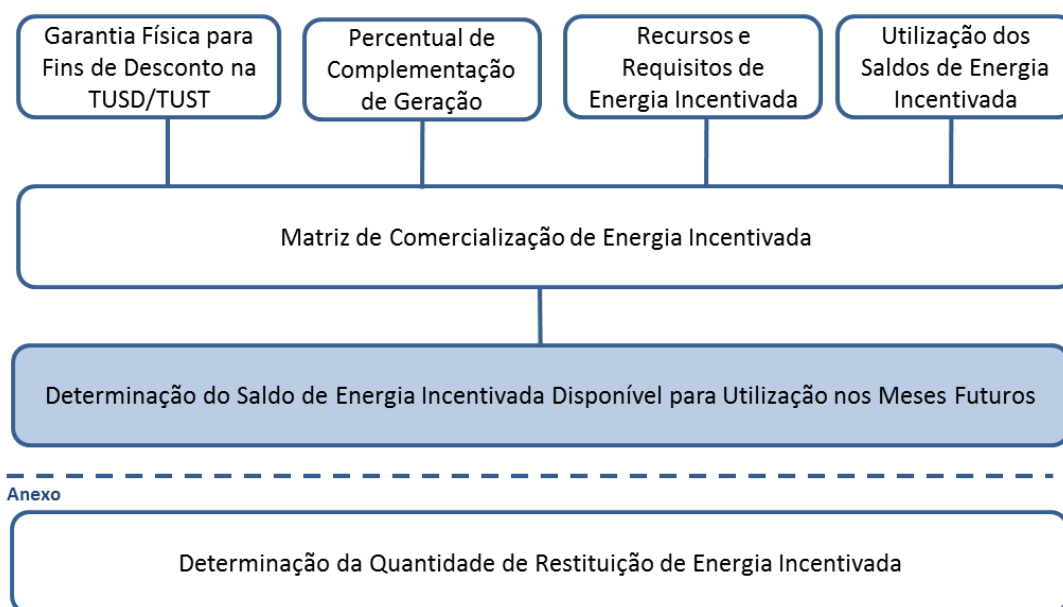 Garantia Física para
Fins de Desconto na
TUSD/TUST
Percentual de
Complementação
de Geração
Recursos e
Requisitos de
Energia Incentivada
Utilização dos
Saldos de Energia
Incentivada
Matriz de Comercialização de Energia Incentivada
Determinação do Saldo de Energia Incentivada Disponível para Utilização nos Meses Futuros
Anexo
Determinação da Quantidade de Restituição de Energia Incentivada